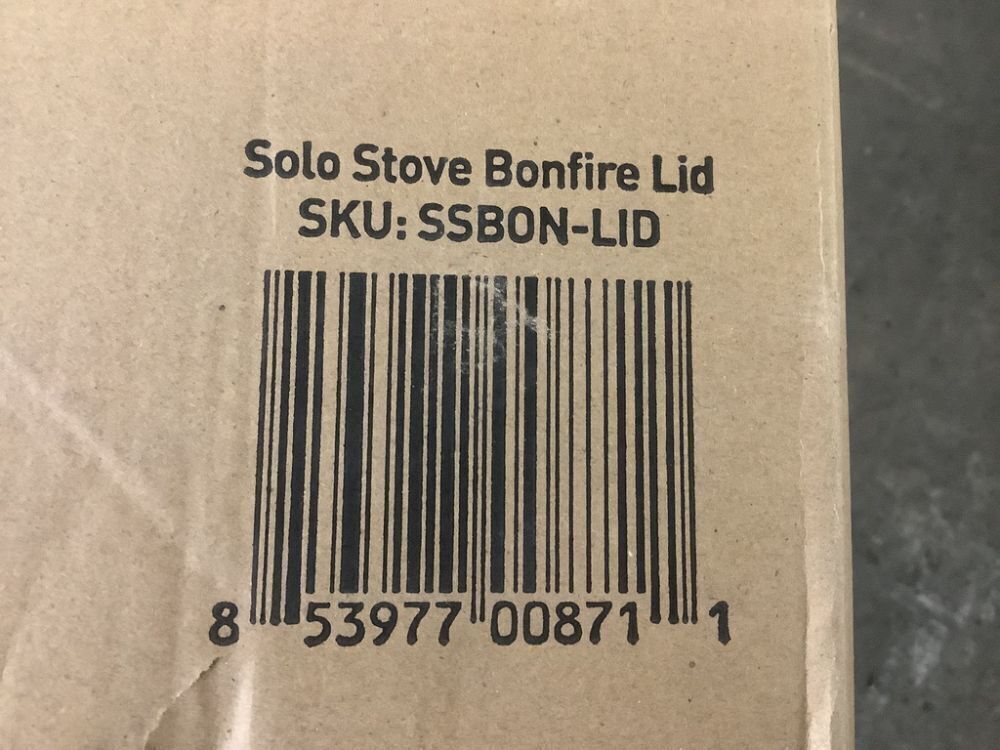 Solo Stove Bonfire Lid
SKU: SSBON-LID
8 53977 00871 1